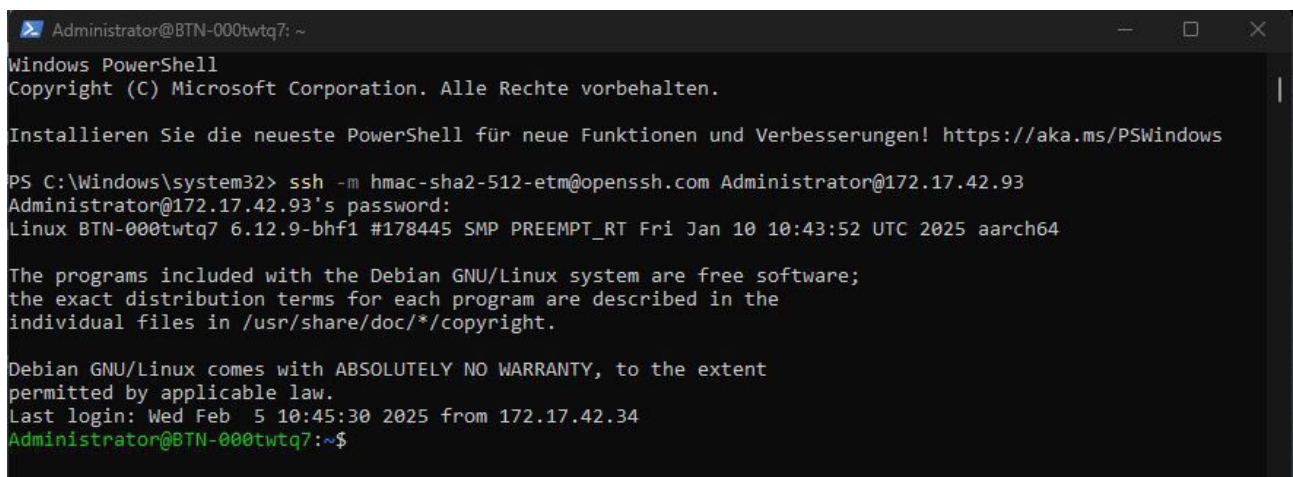 Administrator@BTN-000twtq7: ~
Windows PowerShell
Copyright (C) Microsoft Corporation. Alle Rechte vorbehalten.
Installieren Sie die neueste PowerShell für neue Funktionen und Verbesserungen! https://aka.ms/PSWindows
PS C:\Windows\system32> ssh -m hmac-sha2-512-etm@openssh.com Administrator@172.17.42.93
Administrator@172.17.42.93's password:
Linux BTN-000twtq7 6.12.9-bhf1 #178445 SMP PREEMPT_RT Fri Jan 10 10:43:52 UTC 2025 aarch64
The programs included with the Debian GNU/Linux system are free software;
the exact distribution terms for each program are described in the
individual files in /usr/share/doc/*/copyright.
Debian GNU/Linux comes with ABSOLUTELY NO WARRANTY, to the extent
permitted by applicable law.
Last login: Wed Feb  5 10:45:30 2025 from 172.17.42.34
Administrator@BTN-000twtq7:~$